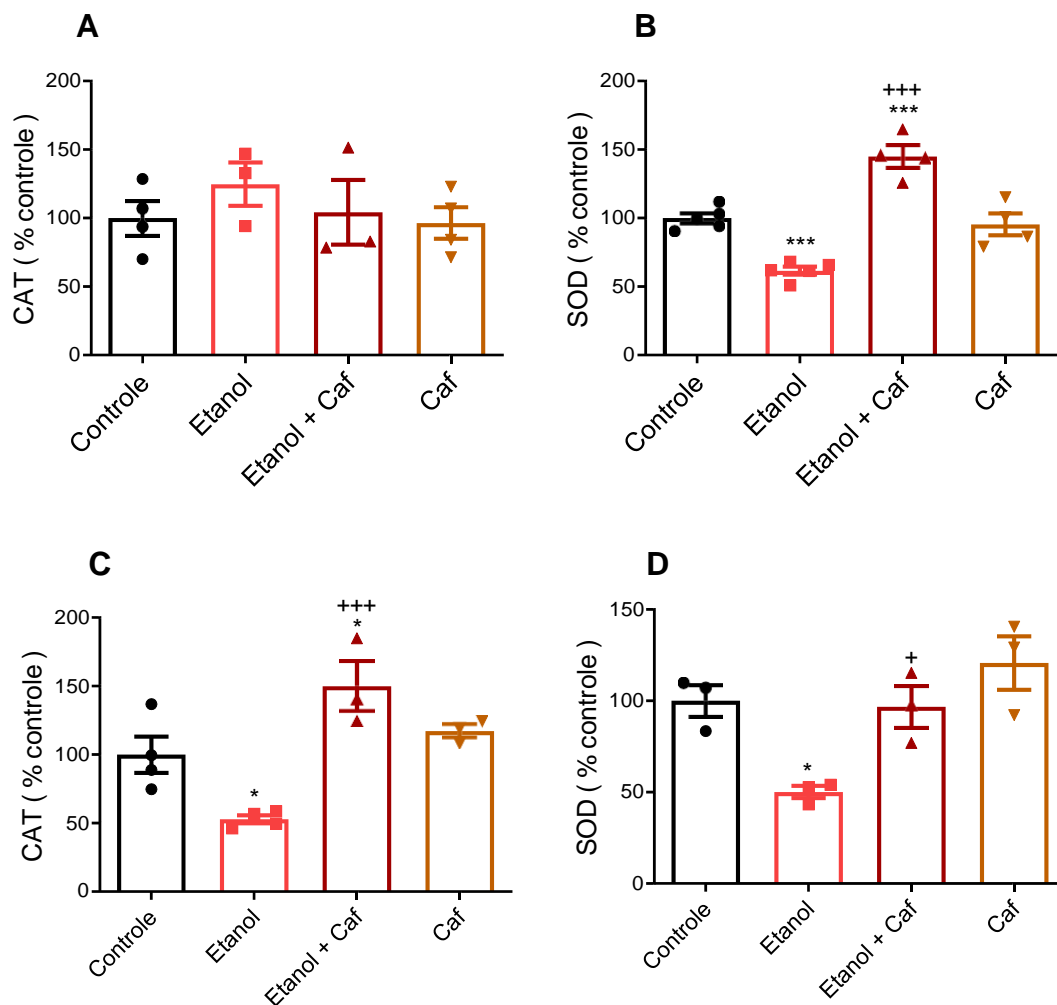 A
CAT ( % controle )
200
150
100
50
0
Controle
Etanol
Etanol + Caf
Caf
B
SOD ( % controle )
200
150
100
50
0
***
+++
***
Controle
Etanol
Etanol + Caf
Caf
C
CAT ( % controle )
200
150
100
50
0
*
+++
*
Controle
Etanol
Etanol + Caf
Caf
D
SOD ( % controle )
150
100
50
0
*
+
Controle
Etanol
Etanol + Caf
Caf